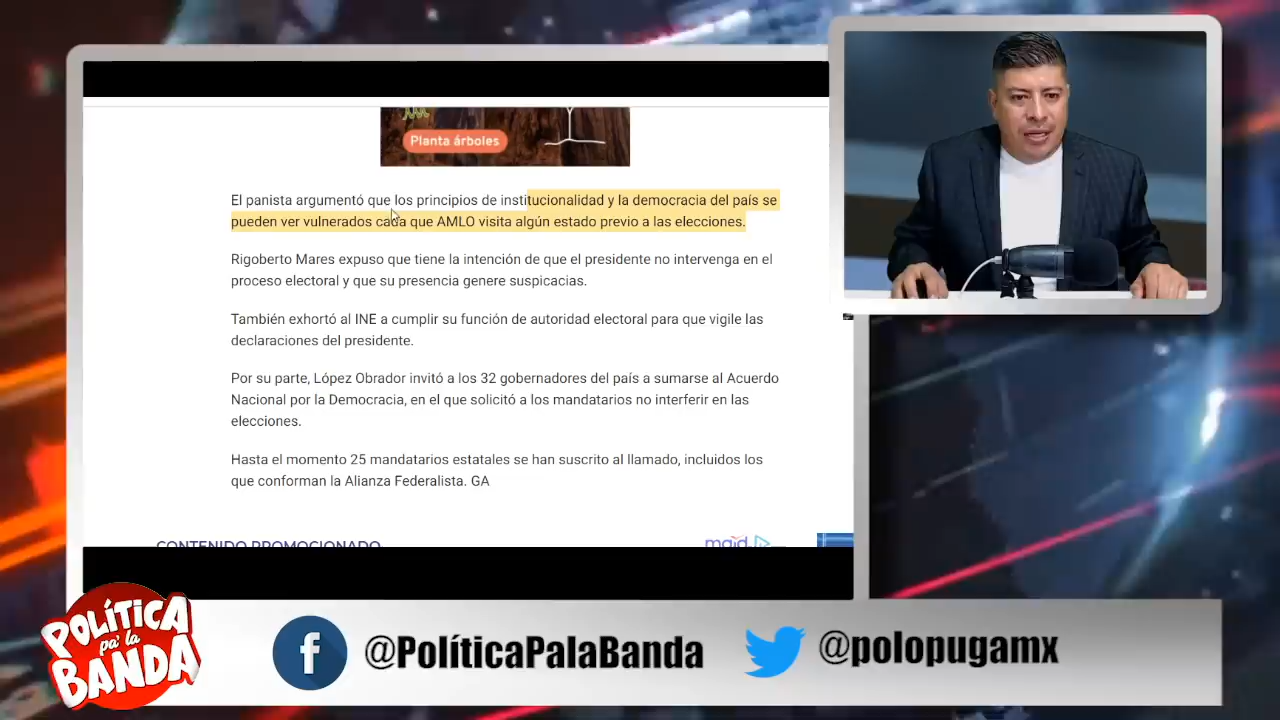 Planta árboles
El panista argumentó que los principios de institucionalidad y la democracia del país se
pueden ver vulnerados cada que AMLO visita algún estado previo a las elecciones.
Rigoberto Mares expuso que tiene la intención de que el presidente no intervenga en el
proceso electoral y que su presencia genere suspicacias.
También exhortó al INE a cumplir su función de autoridad electoral para que vigile las
declaraciones del presidente.
Por su parte, López Obrador invitó a los 32 gobernadores del país a sumarse al Acuerdo
Nacional por la Democracia, en el que solicitó a los mandatarios no interferir en las
elecciones.
Hasta el momento 25 mandatarios estatales se han suscrito al llamado, incluidos los
que conforman la Alianza Federalista. GA
CONTENIDO PROMOCIONADO
POLÍTICA
pa' la
BANDA
f @PolíticaPalaBanda
@polopugamx